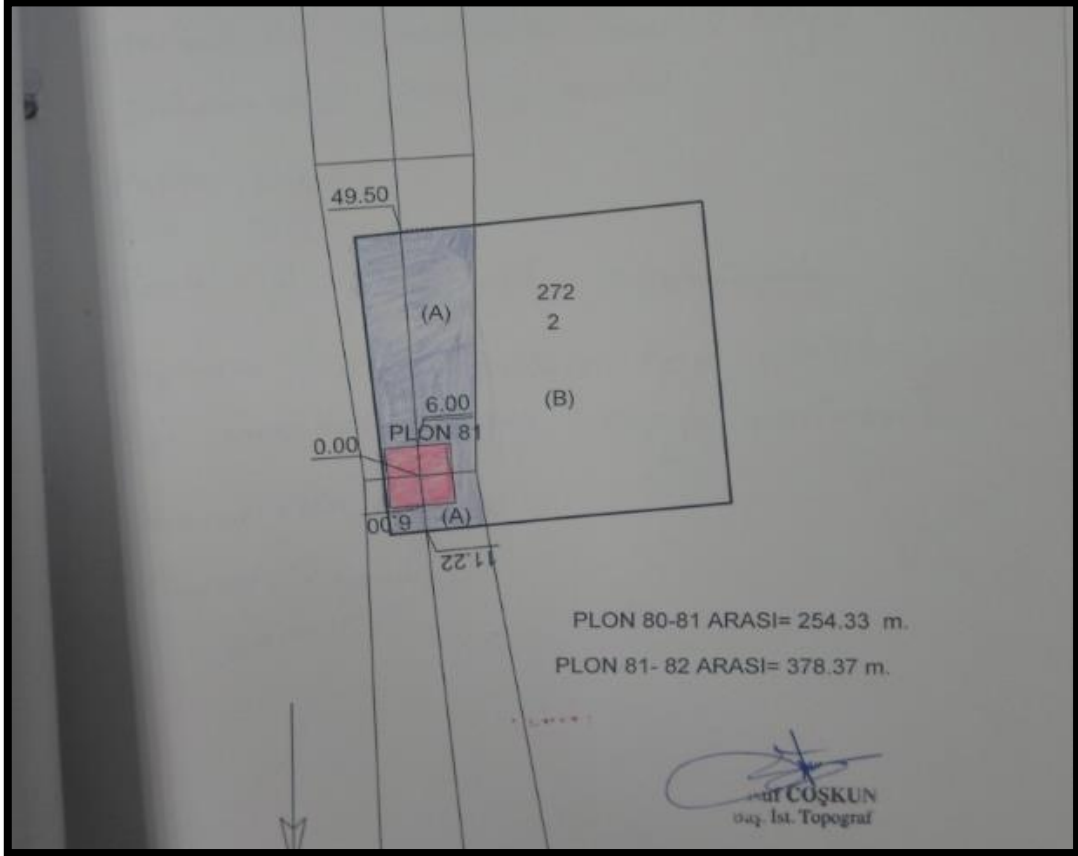 49.50
(A)
272
2
(B)
6.00
PLON 81
0.00
6.00
(A)
11.22
PLON 80-81 ARASI= 254.33 m.
PLON 81- 82 ARASI= 378.37 m.
COŞKUN
İst. Topograf